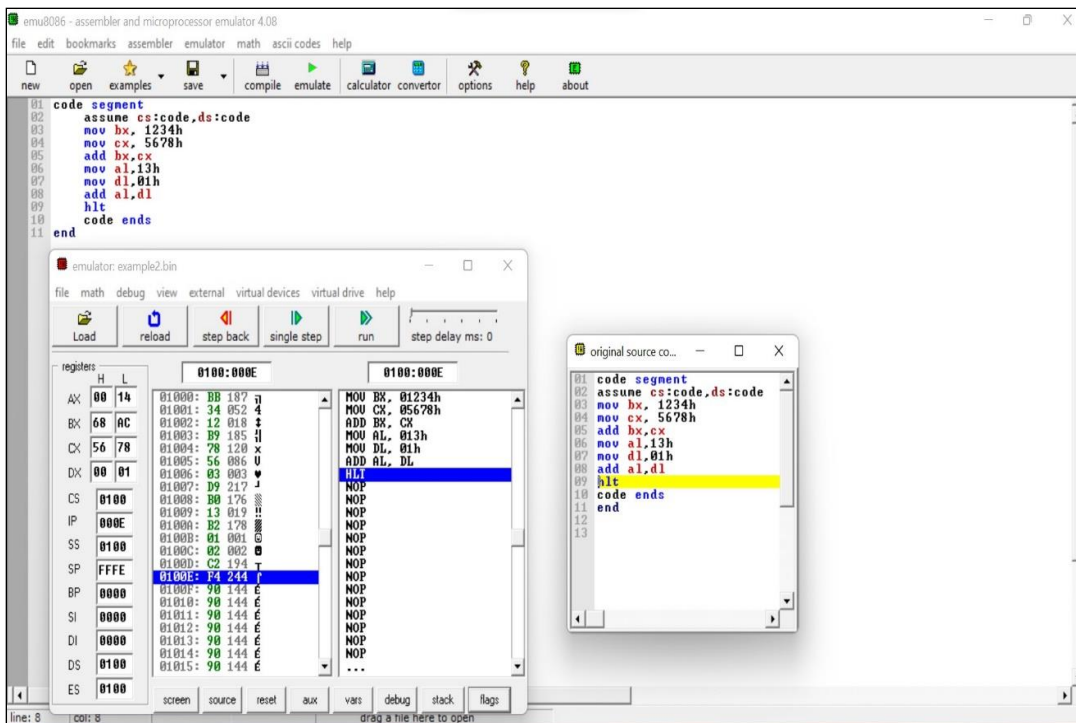 emu8086 - assembler and microprocessor emulator 4.08
file edit bookmarks assembler emulator math ascii codes help
new open examples save compile emulate calculator convertor options help about
01 code segment
02 assume cs:code,ds:code
03 mov bx, 1234h
04 mov cx, 5678h
05 add bx,cx
06 mov al,13h
07 mov dl,01h
08 add al,dl
09 hlt
10 code ends
11 end
emulator: example2.bin
file math debug view external virtual devices virtual drive help
Load reload step back single step run step delay ms: 0
registers
H L
AX 00 14
BX 68 AC
CX 56 78
DX 00 01
CS 0100
IP 000E
SS 0100
SP FFFE
BP 0000
SI 0000
DI 0000
DS 0100
ES 0100
0100:000E
01000: BB 187 ╗
01001: 34 052 4
01002: 12 018 ↕
01003: B9 185 ╣
01004: 78 120 x
01005: 56 086 V
01006: 03 003 ♥
01007: D9 217 ┘
01008: B0 176 ░
01009: 13 019 ‼
0100A: B2 178 ▓
0100B: 01 001 ☺
0100C: 02 002 ☻
0100D: C2 194 ┬
0100E: F4 244 ⌠
0100F: 90 144 É
01010: 90 144 É
01011: 90 144 É
01012: 90 144 É
01013: 90 144 É
01014: 90 144 É
01015: 90 144 É
0100:000E
MOV BX, 01234h
MOV CX, 05678h
ADD BX, CX
MOV AL, 013h
MOV DL, 01h
ADD AL, DL
HLT
NOP
NOP
NOP
NOP
NOP
NOP
NOP
NOP
NOP
NOP
NOP
NOP
NOP
NOP
...
screen source reset aux vars debug stack flags
original source co...
01 code segment
02 assume cs:code,ds:code
03 mov bx, 1234h
04 mov cx, 5678h
05 add bx,cx
06 mov al,13h
07 mov dl,01h
08 add al,dl
09 hlt
10 code ends
11 end
12
13
line: 8 col: 8 drag a file here to open